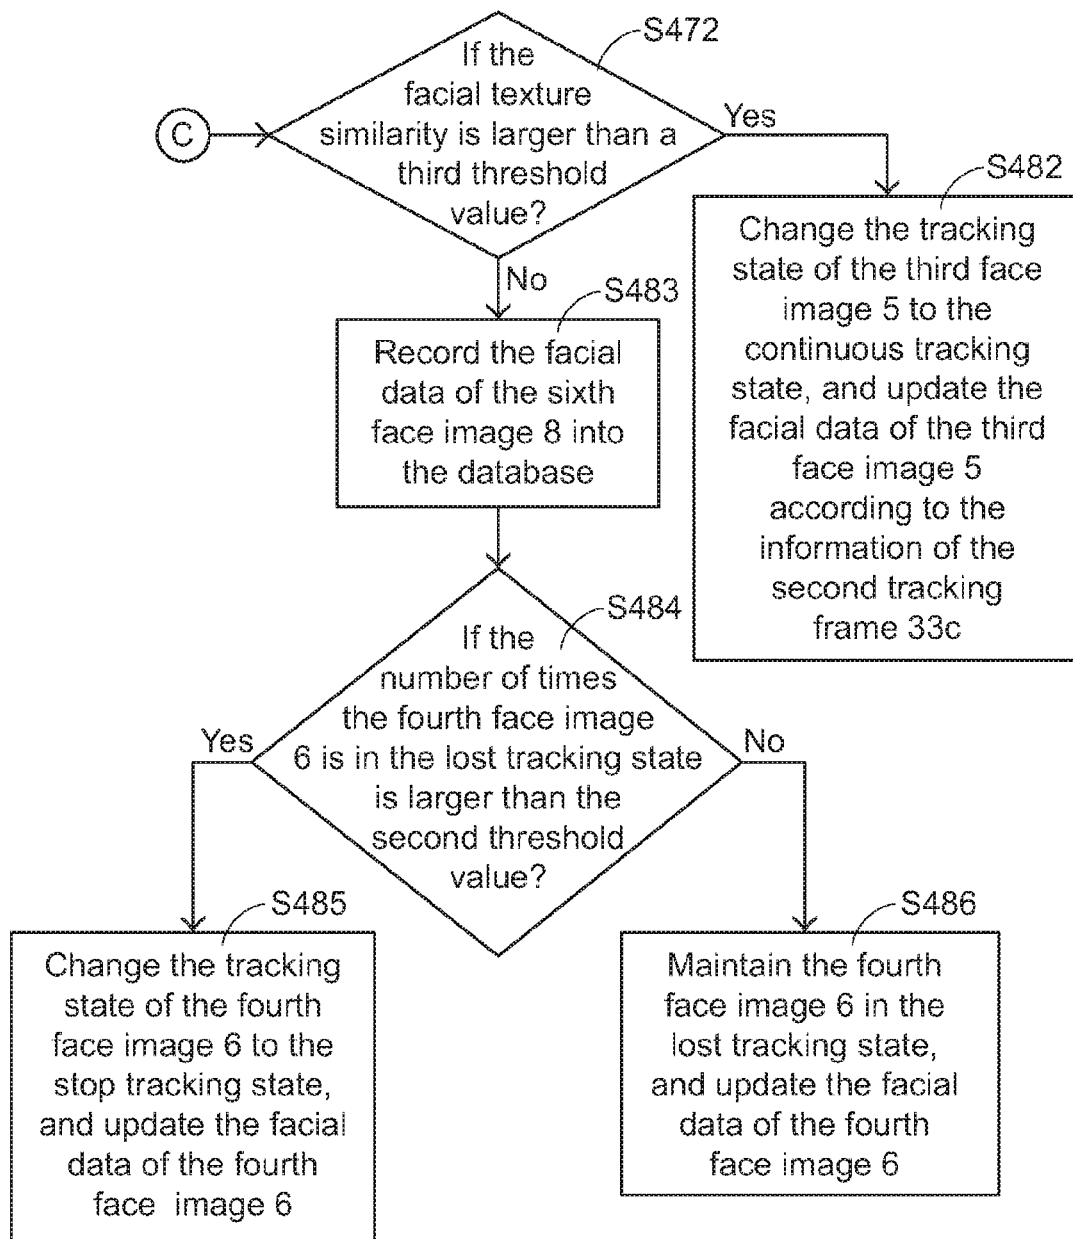 S472
If the
facial texture
similarity is larger than a
third threshold
value?
C
Yes
No
S482
Change the tracking
state of the third face
image 5 to the
continuous tracking
state, and update the
facial data of the third
face image 5
according to the
information of the
second tracking
frame 33c
S483
Record the facial
data of the sixth
face image 8 into
the database
S484
If the
number of times
the fourth face image
6 is in the lost tracking state
is larger than the
second threshold
value?
Yes
No
S485
Change the tracking
state of the fourth
face image 6 to the
stop tracking state,
and update the facial
data of the fourth
face image 6
S486
Maintain the fourth
face image 6 in the
lost tracking state,
and update the facial
data of the fourth
face image 6